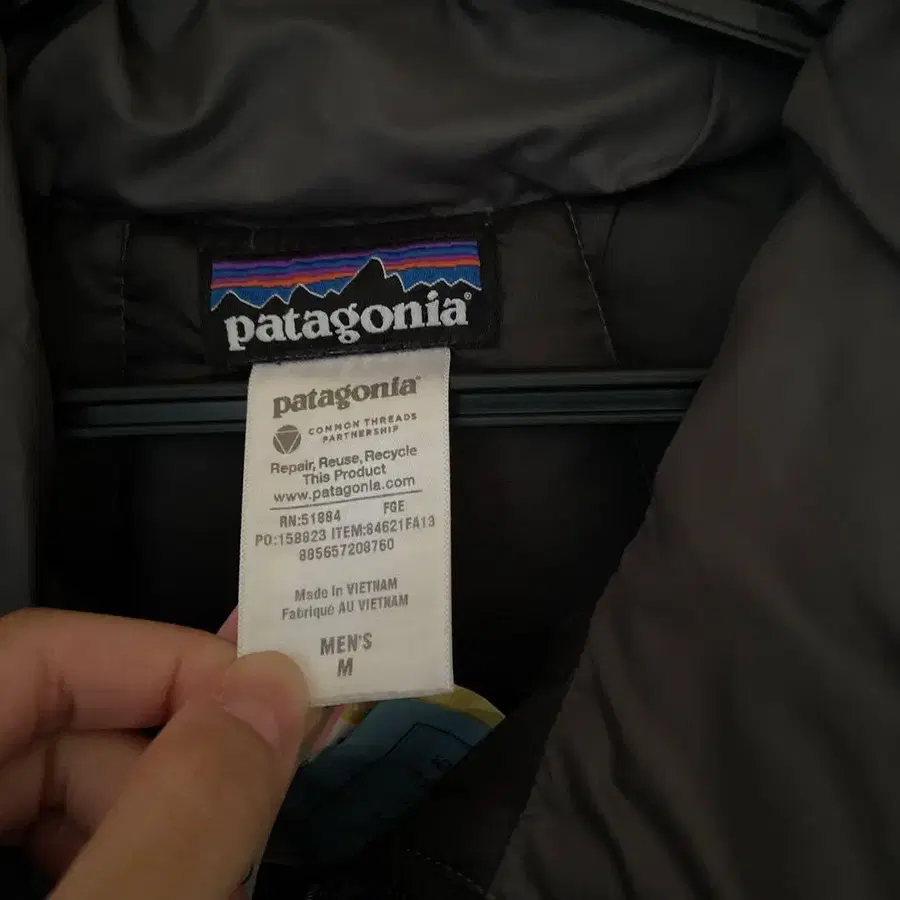 patagonia®
patagonia®
COMMON THREADS
PARTNERSHIP
Repair, Reuse, Recycle
This Product
www.patagonia.com
RN:51884 FGE
PO:158823 ITEM:84621FA13
885657208760
Made in VIETNAM
Fabriqué AU VIETNAM
MEN'S
M